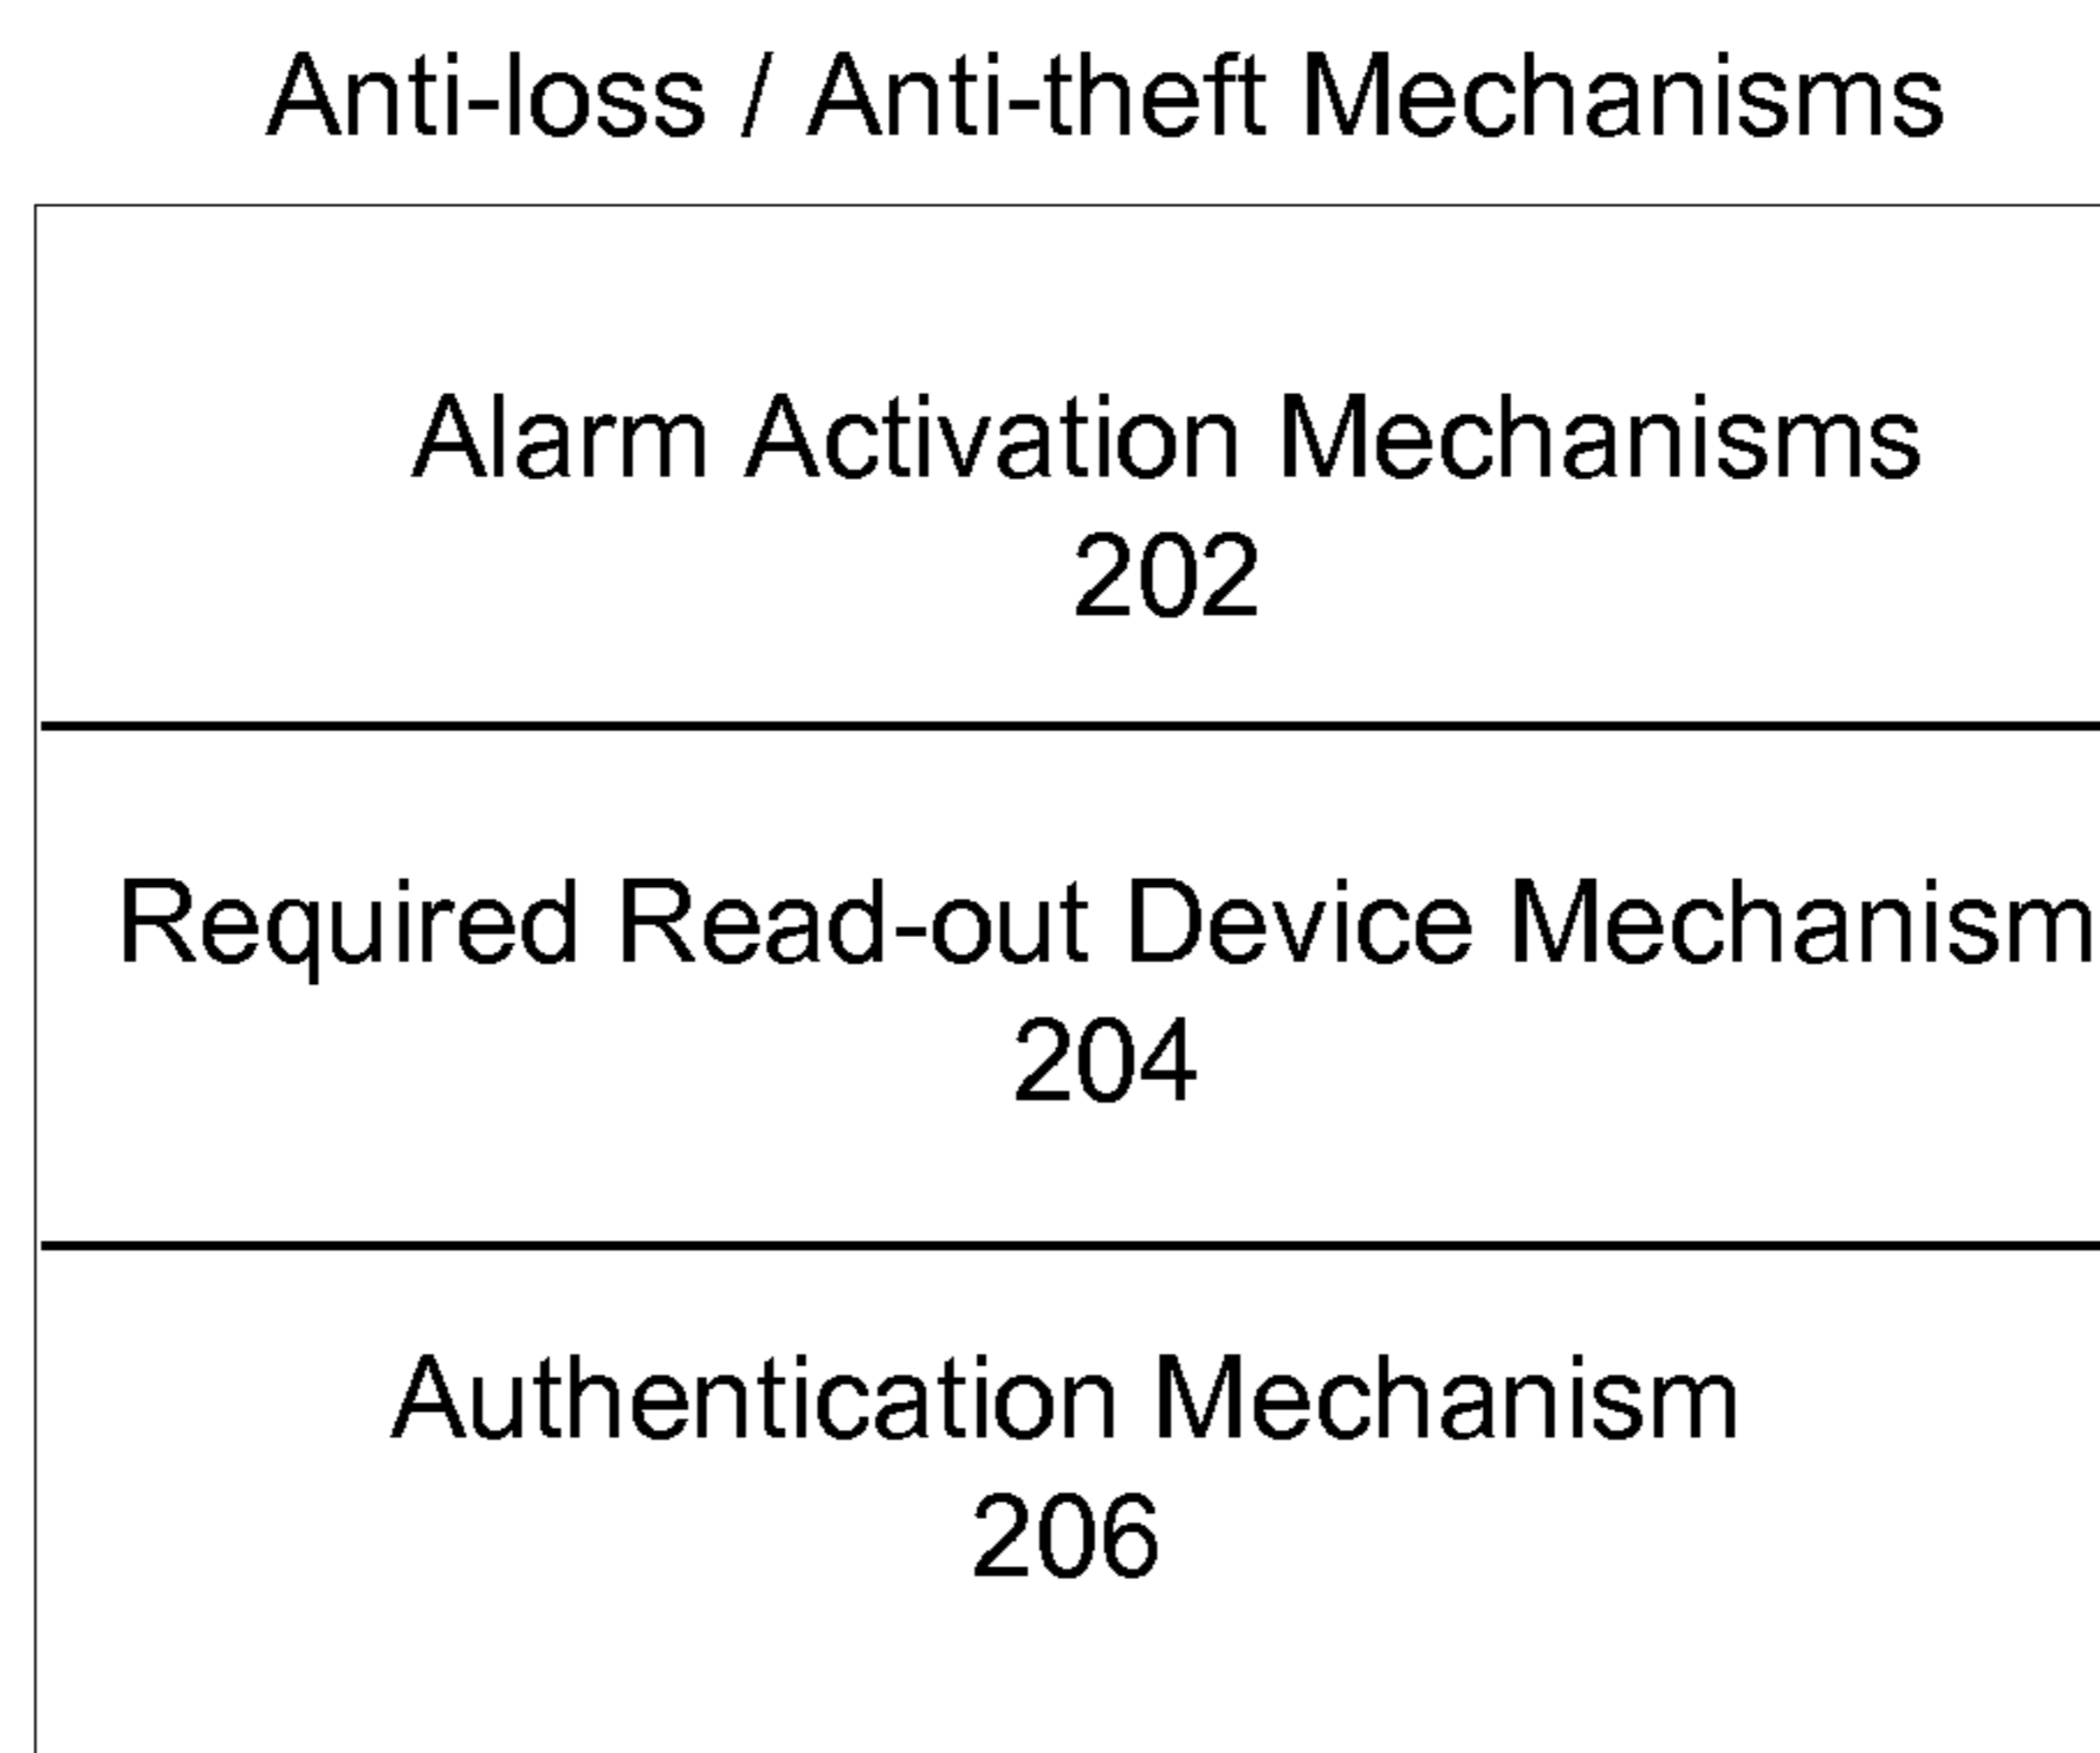 Anti-loss / Anti-theft Mechanisms
Alarm Activation Mechanisms
202
Required Read-out Device Mechanism
204
Authentication Mechanism
206